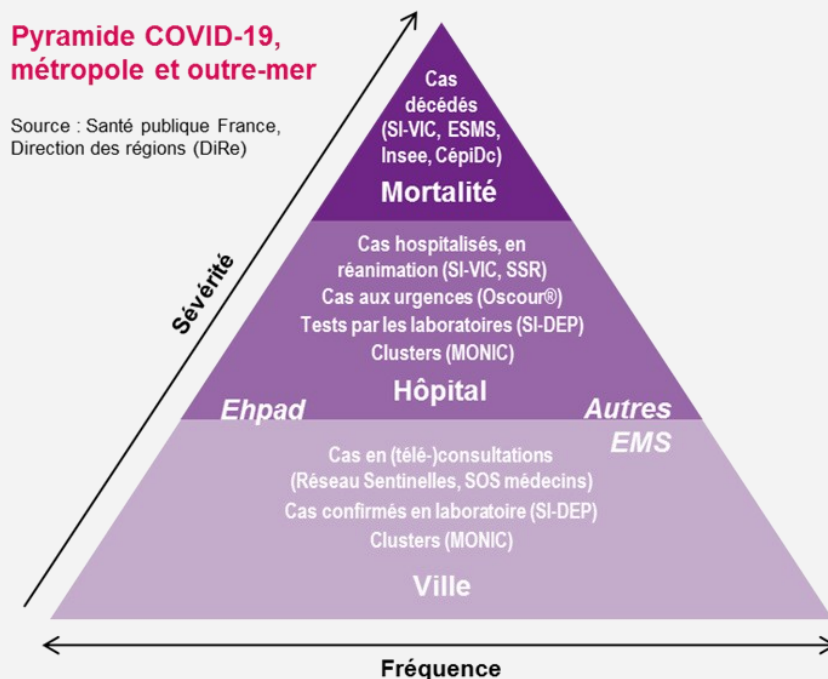 Pyramide COVID-19,
métropole et outre-mer
Source : Santé publique France,
Direction des régions (DiRe)
Sévérité
Cas
décédés
(SI-VIC, ESMS,
Insee, CépiDc)
Mortalité
Cas hospitalisés, en
réanimation (SI-VIC, SSR)
Cas aux urgences (Oscour®)
Tests par les laboratoires (SI-DEP)
Clusters (MONIC)
Hôpital
Ehpad
Autres
EMS
Cas en (télé-)consultations
(Réseau Sentinelles, SOS médecins)
Cas confirmés en laboratoire (SI-DEP)
Clusters (MONIC)
Ville
Fréquence